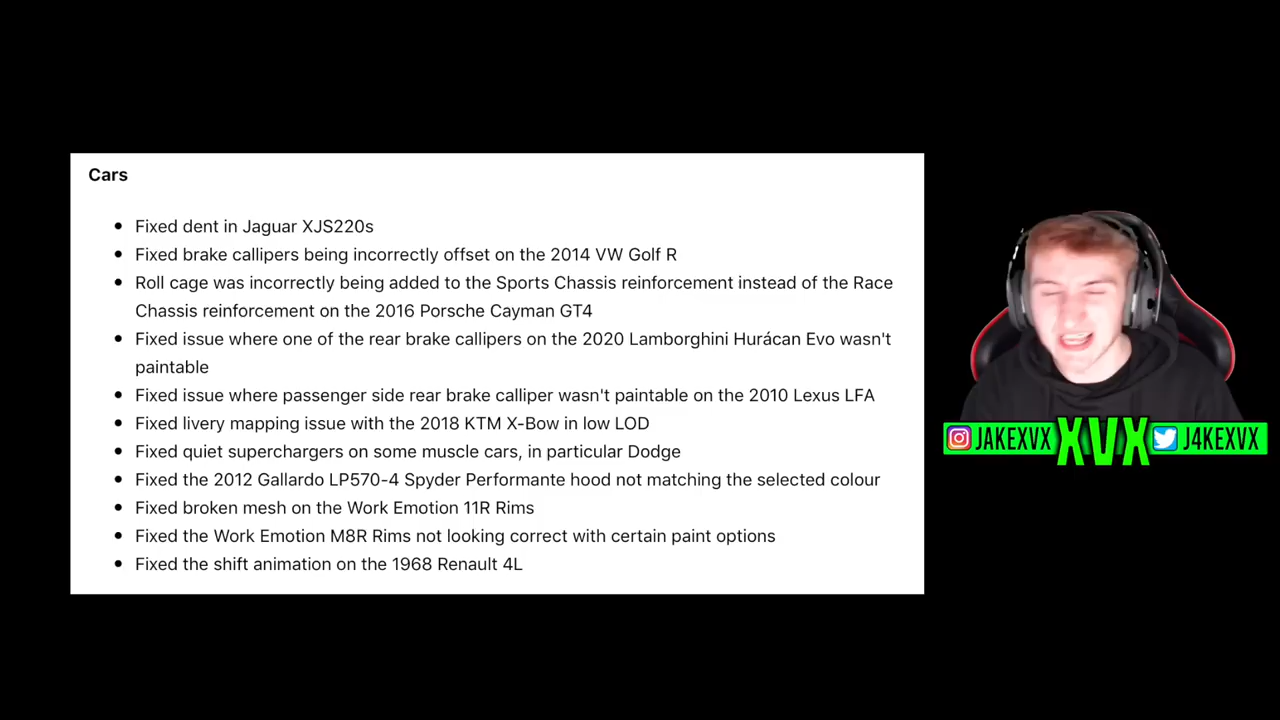 Cars
Fixed dent in Jaguar XJS220s
Fixed brake callipers being incorrectly offset on the 2014 VW Golf R
Roll cage was incorrectly being added to the Sports Chassis reinforcement instead of the Race
Chassis reinforcement on the 2016 Porsche Cayman GT4
Fixed issue where one of the rear brake callipers on the 2020 Lamborghini Hurácan Evo wasn't
paintable
Fixed issue where passenger side rear brake calliper wasn't paintable on the 2010 Lexus LFA
Fixed livery mapping issue with the 2018 KTM X-Bow in low LOD
Fixed quiet superchargers on some muscle cars, in particular Dodge
Fixed the 2012 Gallardo LP570-4 Spyder Performante hood not matching the selected colour
Fixed broken mesh on the Work Emotion 11R Rims
Fixed the Work Emotion M8R Rims not looking correct with certain paint options
Fixed the shift animation on the 1968 Renault 4L
JAKEXVX XVX J4KEXVX